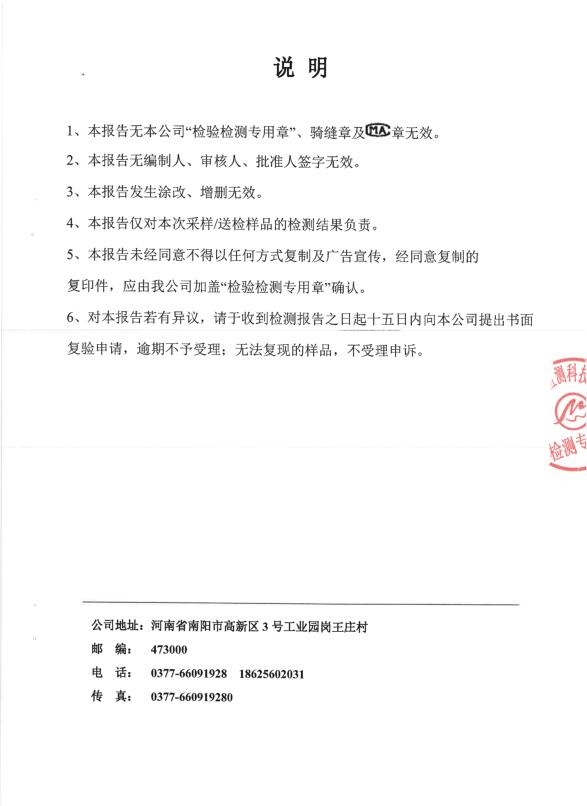 说 明
1、本报告无本公司“检验检测专用章”、骑缝章及MA章无效。
2、本报告无编制人、审核人、批准人签字无效。
3、本报告发生涂改、增删无效。
4、本报告仅对本次采样/送检样品的检测结果负责。
5、本报告未经同意不得以任何方式复制及广告宣传，经同意复制的
复印件，应由我公司加盖“检验检测专用章”确认。
6、对本报告若有异议，请于收到检测报告之日起十五日内向本公司提出书面
复验申请，逾期不予受理；无法复现的样品，不受理申诉。
测科
检测专
公司地址：河南省南阳市高新区 3 号工业园岗王庄村
邮 编： 473000
电 话： 0377-66091928 18625602031
传 真： 0377-660919280